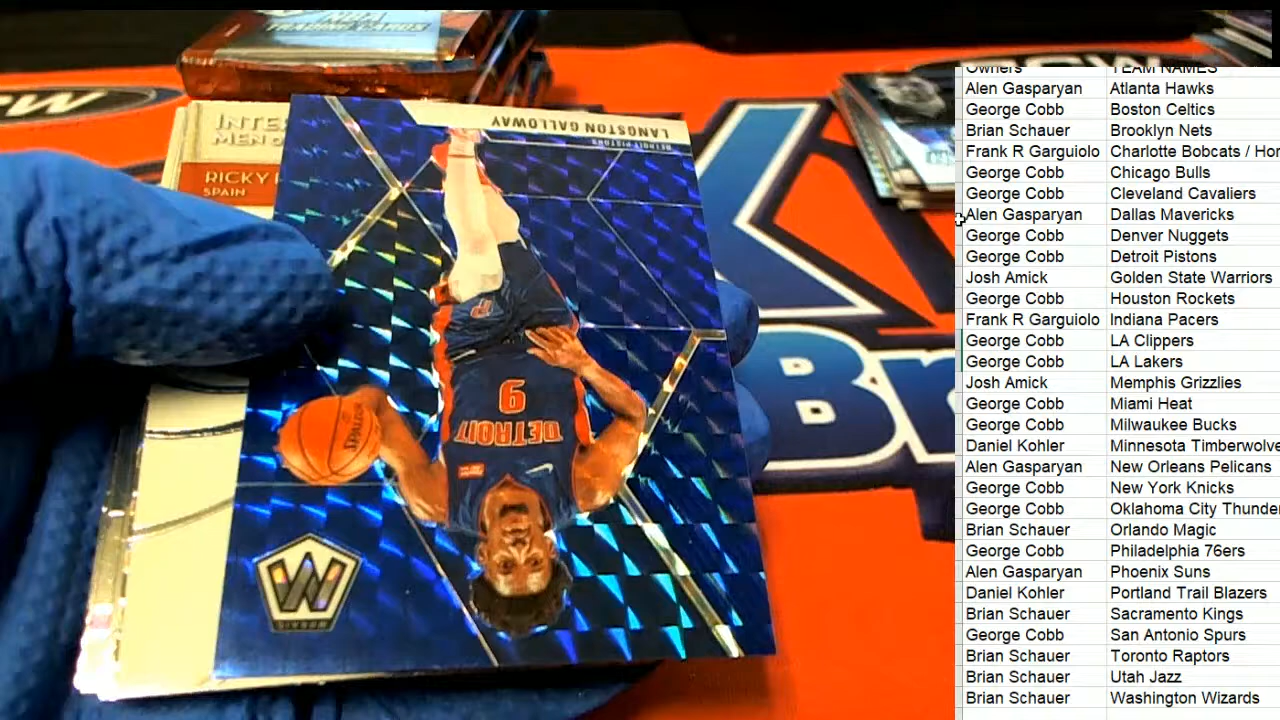 NBA
TRADING CARDS
LANGSTON GALLOWAY
DETROIT PISTONS
MEN O
RICKY
SPAIN
9
DETROIT
SPALDING
MOSAIC
Br
Owners TEAM NAMES
Alen Gasparyan Atlanta Hawks
George Cobb Boston Celtics
Brian Schauer Brooklyn Nets
Frank R Garguiolo Charlotte Bobcats / Hor
George Cobb Chicago Bulls
George Cobb Cleveland Cavaliers
Alen Gasparyan Dallas Mavericks
George Cobb Denver Nuggets
George Cobb Detroit Pistons
Josh Amick Golden State Warriors
George Cobb Houston Rockets
Frank R Garguiolo Indiana Pacers
George Cobb LA Clippers
George Cobb LA Lakers
Josh Amick Memphis Grizzlies
George Cobb Miami Heat
George Cobb Milwaukee Bucks
Daniel Kohler Minnesota Timberwolve
Alen Gasparyan New Orleans Pelicans
George Cobb New York Knicks
George Cobb Oklahoma City Thunder
Brian Schauer Orlando Magic
George Cobb Philadelphia 76ers
Alen Gasparyan Phoenix Suns
Daniel Kohler Portland Trail Blazers
Brian Schauer Sacramento Kings
George Cobb San Antonio Spurs
Brian Schauer Toronto Raptors
Brian Schauer Utah Jazz
Brian Schauer Washington Wizards